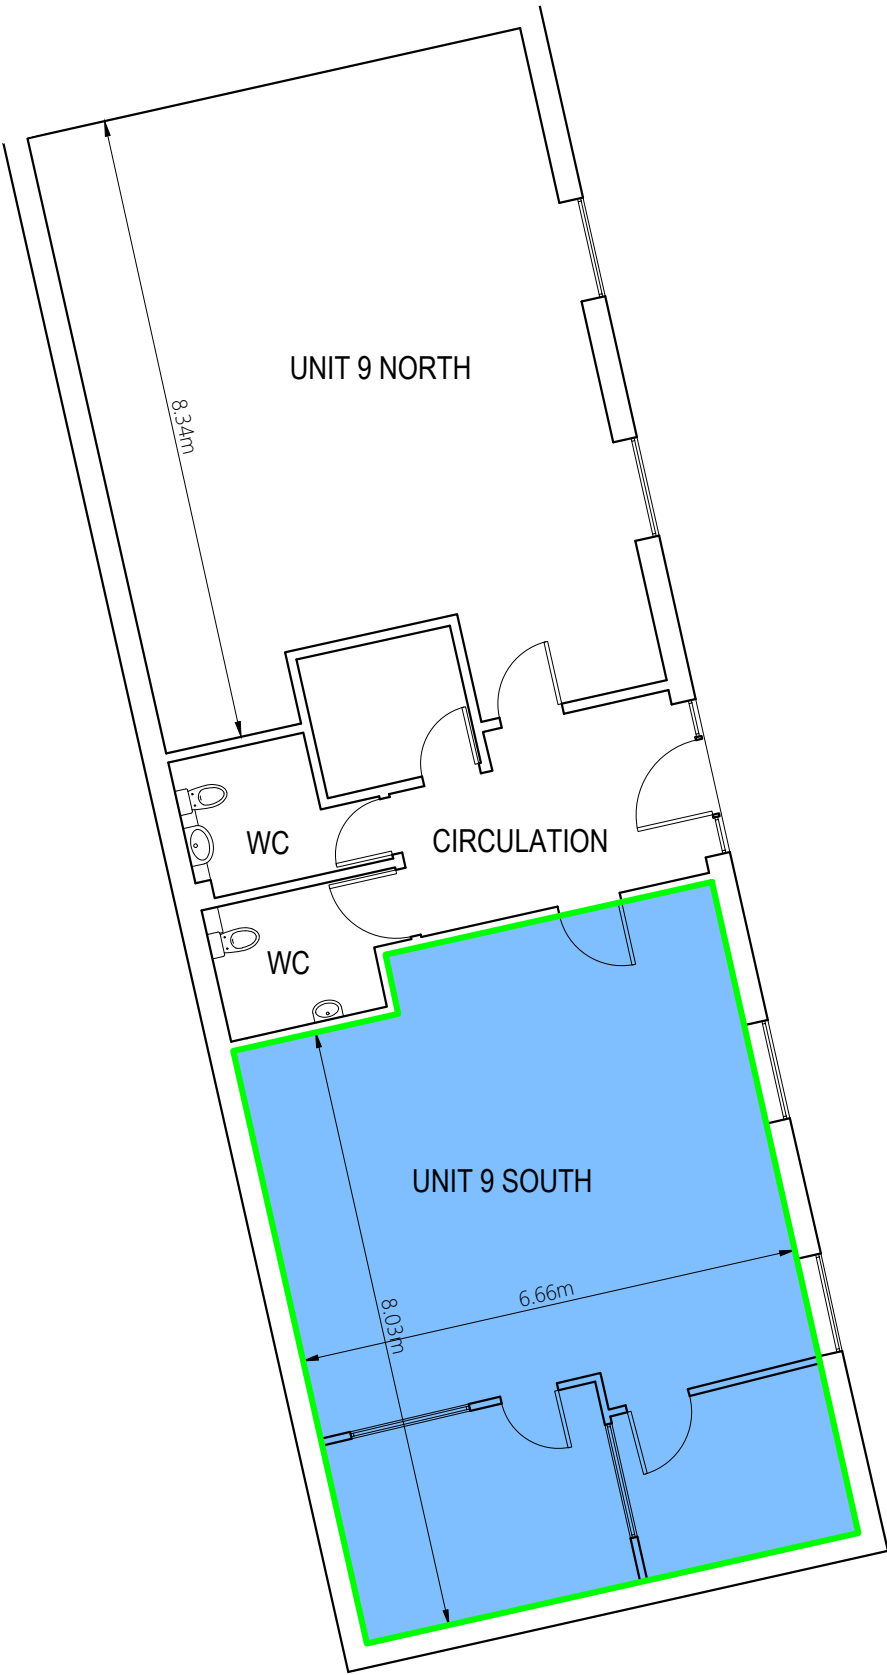 UNIT 9 NORTH
8.34m
WC
CIRCULATION
WC
UNIT 9 SOUTH
6.66m
8.03m